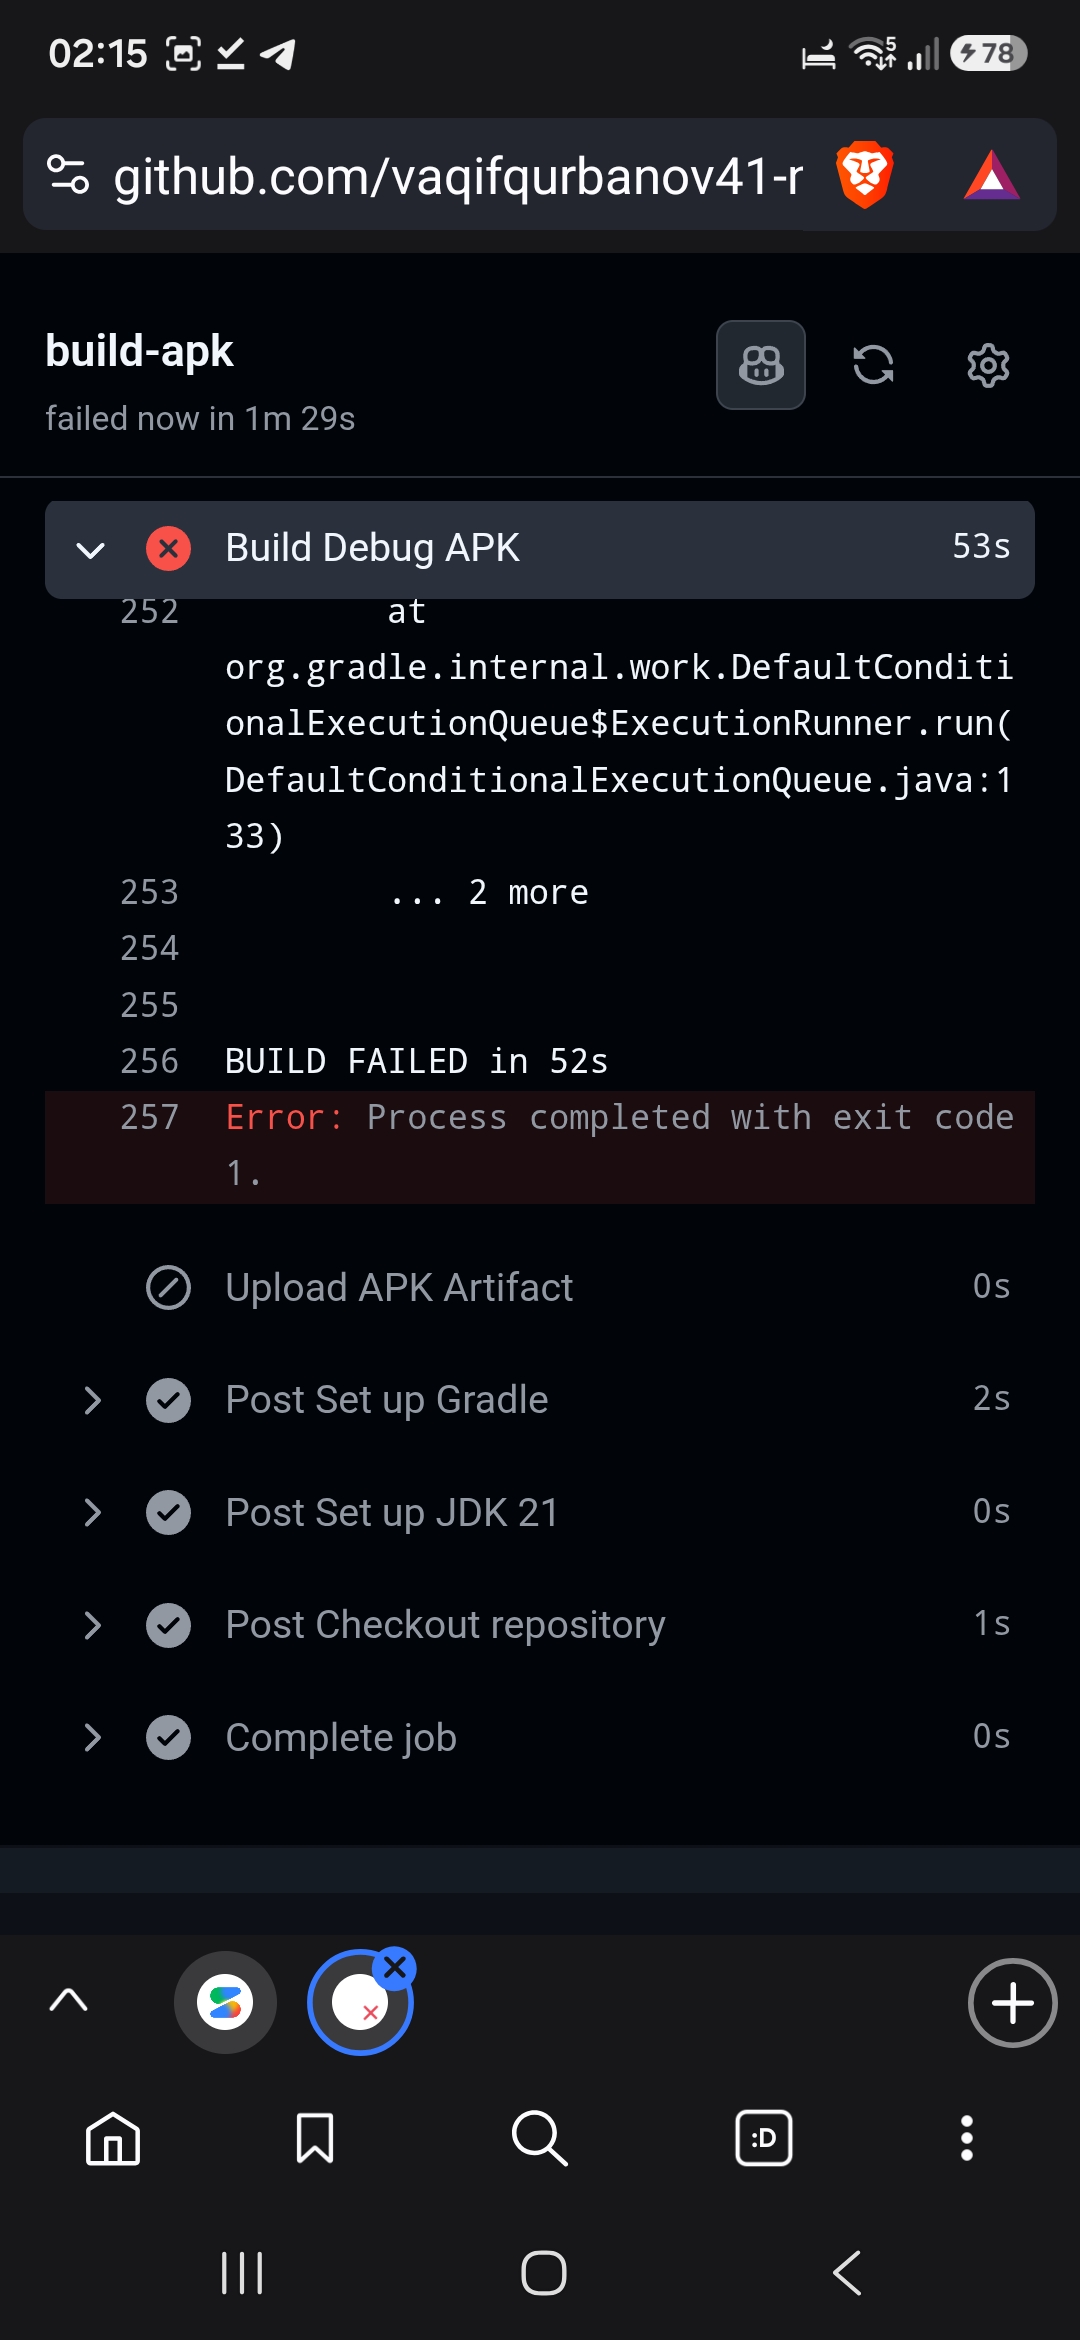 02:15
5
78
github.com/vaqifqurbanov41-r
build-apk
failed now in 1m 29s
Build Debug APK 53s
252 at
org.gradle.internal.work.DefaultConditi
onalExecutionQueue$ExecutionRunner.run(
DefaultConditionalExecutionQueue.java:1
33)
253 ... 2 more
254
255
256 BUILD FAILED in 52s
257 Error: Process completed with exit code
1.
Upload APK Artifact 0s
Post Set up Gradle 2s
Post Set up JDK 21 0s
Post Checkout repository 1s
Complete job 0s
:D